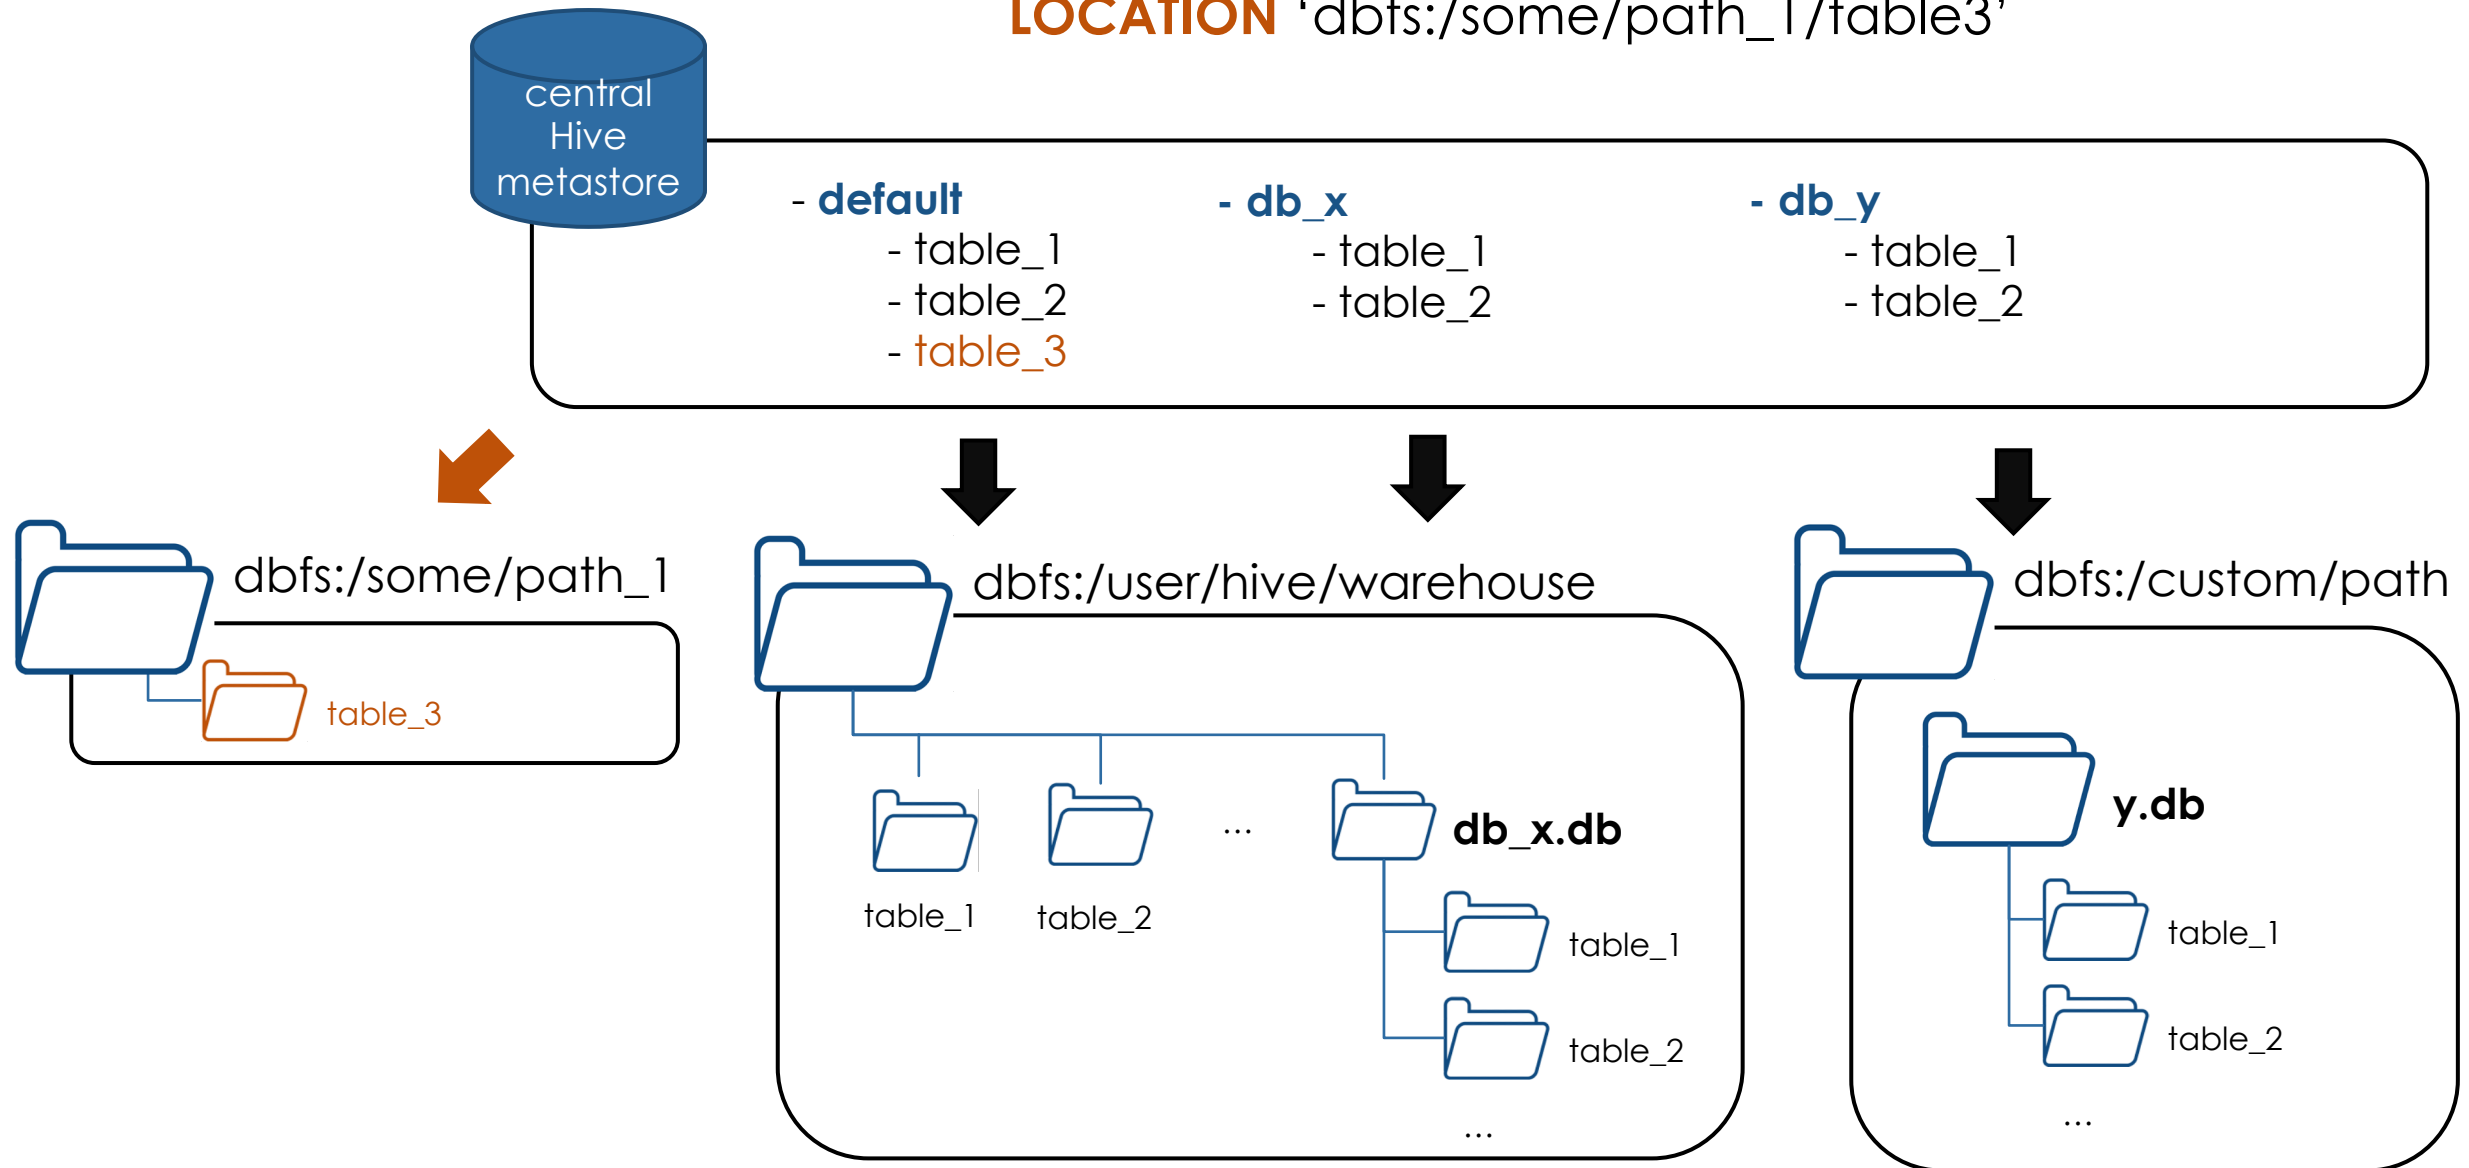 LOCATION ‘dbfs:/some/path_1/table3’
central
Hive
metastore
- default
- table_1
- table_2
- table_3
- db_x
- table_1
- table_2
- db_y
- table_1
- table_2
dbfs:/some/path_1
table_3
dbfs:/user/hive/warehouse
table_1
table_2
...
db_x.db
table_1
table_2
...
dbfs:/custom/path
y.db
table_1
table_2
...